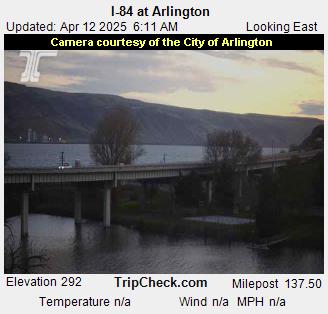 I-84 at Arlington
Updated: Apr 12 2025 6:11 AM Looking East
Camera courtesy of the City of Arlington
Elevation 292 TripCheck.com Milepost 137.50
Temperature n/a Wind n/a MPH n/a